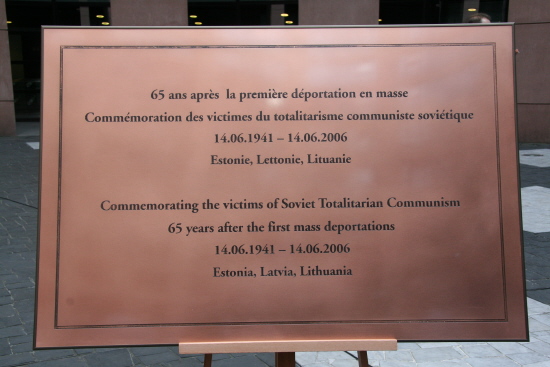 65 ans après la première déportation en masse
Commémoration des victimes du totalitarisme communiste soviétique
14.06.1941 – 14.06.2006
Estonie, Lettonie, Lituanie
Commemorating the victims of Soviet Totalitarian Communism
65 years after the first mass deportations
14.06.1941 – 14.06.2006
Estonia, Latvia, Lithuania